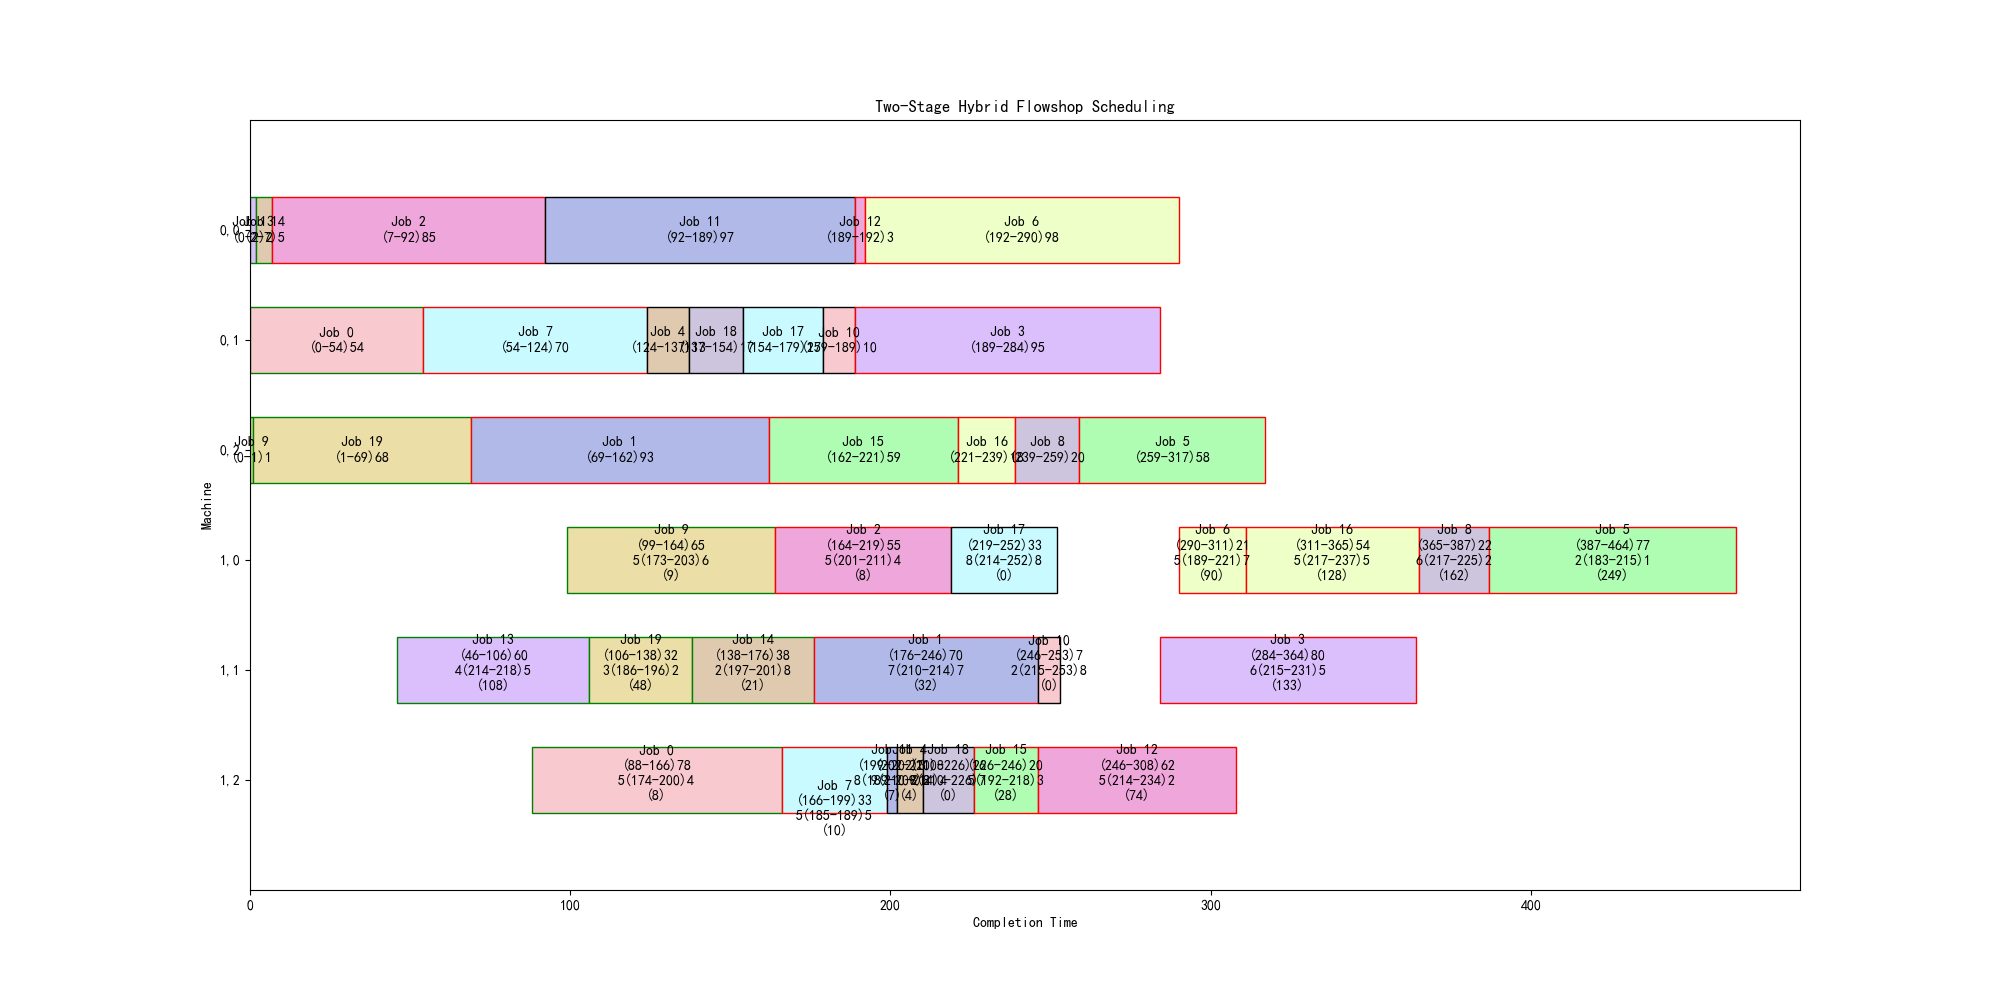 Two-Stage Hybrid Flowshop Scheduling
Machine
0,0
Job 14
Job 2
(7-92)85
Job 11
(92-189)97
Job 12
(189-192)3
Job 6
(192-290)98
0,1
Job 0
(0-54)54
Job 7
(54-124)70
Job 4
Job 18
Job 17
Job 10
(179-189)10
Job 3
(189-284)95
0,2
Job 9
(0-1)1
Job 19
(1-69)68
Job 1
(69-162)93
Job 15
(162-221)59
Job 16
(221-239)18
Job 8
(239-259)20
Job 5
(259-317)58
1,0
Job 9
(99-164)65
5(173-203)6
(9)
Job 2
(164-219)55
5(201-211)4
(8)
Job 17
(219-252)33
8(214-252)8
(0)
Job 6
(290-311)21
5(189-221)7
(90)
Job 16
(311-365)54
5(217-237)5
(128)
Job 8
(365-387)22
6(217-225)2
(162)
Job 5
(387-464)77
2(183-215)1
(249)
1,1
Job 13
(46-106)60
4(214-218)5
(108)
Job 19
(106-138)32
3(186-196)2
(48)
Job 14
(138-176)38
2(197-201)8
(21)
Job 1
(176-246)70
7(210-214)7
(32)
Job 10
(246-253)7
2(215-253)8
(0)
Job 3
(284-364)80
6(215-231)5
(133)
1,2
Job 0
(88-166)78
5(174-200)4
(8)
Job 7
(166-199)33
5(185-189)5
(10)
(7)
(4)
Job 18
(0)
Job 15
(226-246)20
5(192-218)3
(28)
Job 12
(246-308)62
5(214-234)2
(74)
0
100
200
300
400
Completion Time